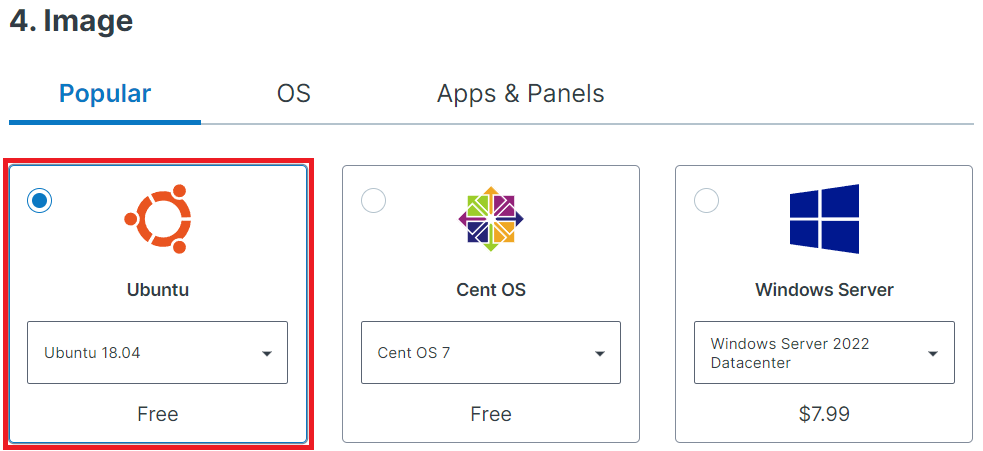 4. Image
Popular
OS
Apps & Panels
Ubuntu
Ubuntu 18.04
Free
Cent OS
Cent OS 7
Free
Windows Server
Windows Server 2022
Datacenter
$7.99